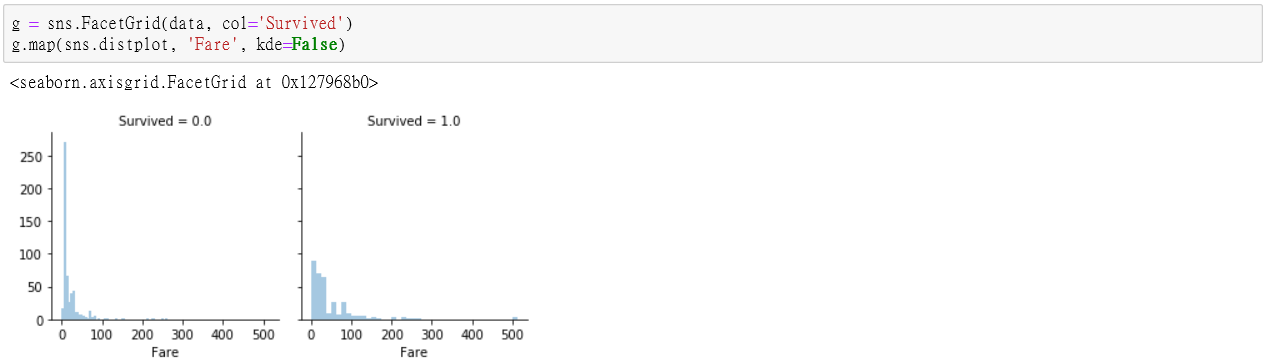 g = sns.FacetGrid(data, col='Survived')
g.map(sns.distplot, 'Fare', kde=False)
<seaborn.axisgrid.FacetGrid at 0x127968b0>
Survived = 0.0
Survived = 1.0
250
200
150
100
50
0
0 100 200 300 400 500
0 100 200 300 400 500
Fare
Fare